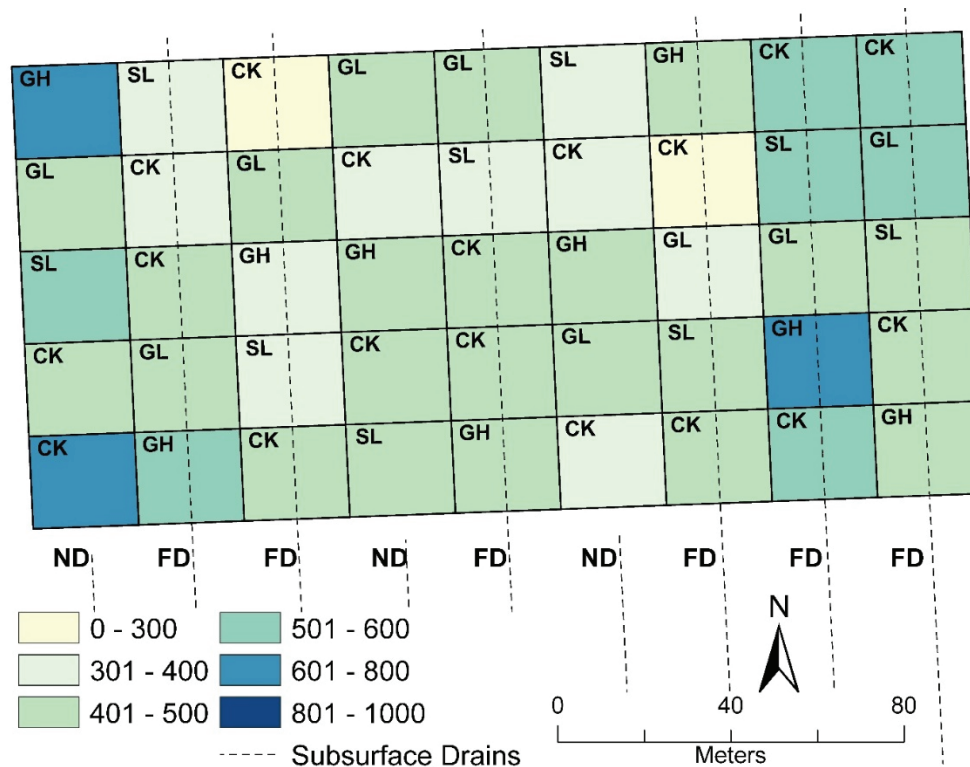 GH SL CK GL GL SL GH CK CK
GL CK GL CK SL CK CK SL GL
SL CK GH GH CK GH GL GL SL
CK GL SL CK CK GL SL GH CK
CK GH CK SL GH CK CK CK GH
ND FD FD ND FD ND FD FD FD
0 - 300 501 - 600
301 - 400 601 - 800
401 - 500 801 - 1000
Subsurface Drains
N
0 40 80
Meters